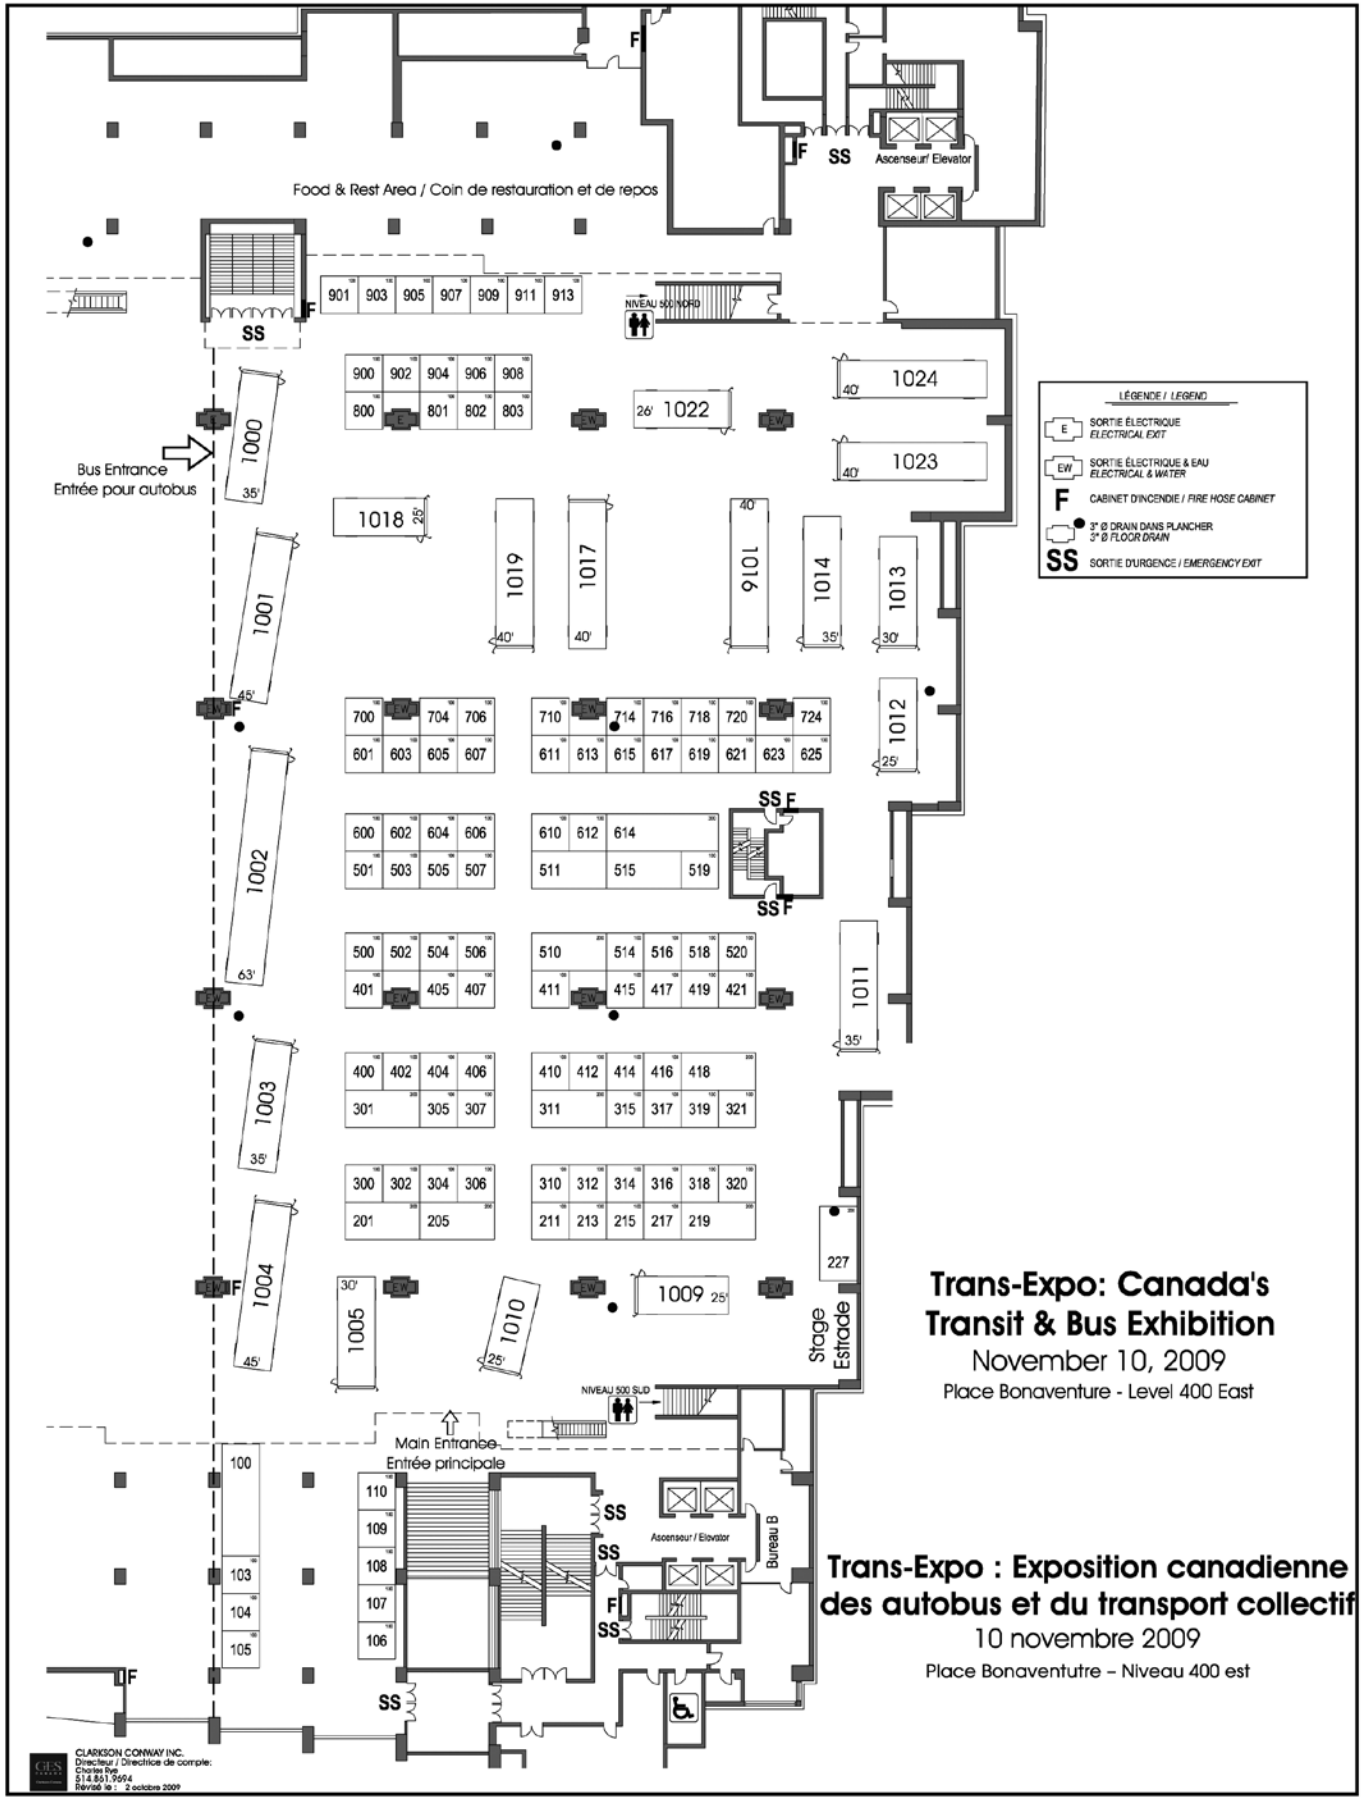 F
F
SS
Ascenseur/ Elevator
Food & Rest Area / Coin de restauration et de repos
901 903 905 907 909 911 913
F
SS
NIVEAU 500 NORD
900 902 904 906 908
800 E 801 802 803
EW
26' 1022
EW
40' 1024
40' 1023
1000
35'
Bus Entrance
Entrée pour autobus
LÉGENDE / LEGEND
E SORTIE ÉLECTRIQUE
ELECTRICAL EXIT
EW SORTIE ÉLECTRIQUE & EAU
ELECTRICAL & WATER
F CABINET D'INCENDIE / FIRE HOSE CABINET
3" Ø DRAIN DANS PLANCHER
3" Ø FLOOR DRAIN
SS SORTIE D'URGENCE / EMERGENCY EXIT
1018 25'
1019 40'
1017 40'
40' 1016
1014 35'
1013 30'
1001
45'
EW F
700 EW 704 706
710 EW 714 716 718 720 EW 724
601 603 605 607
611 613 615 617 619 621 623 625
1012
25'
SS F
600 602 604 606
610 612 614
501 503 505 507
511 515 519
SS F
1002
63'
500 502 504 506
510 514 516 518 520
EW
401 EW 405 407
411 EW 415 417 419 421
EW
1011
35'
1003
35'
400 402 404 406
410 412 414 416 418
301 305 307
311 315 317 319 321
300 302 304 306
310 312 314 316 318 320
201 205
211 213 215 217 219
227
EW F
1004
45'
30' 1005
EW
1010
25'
EW
1009 25'
EW
Stage
Estrade
Trans-Expo: Canada's
Transit & Bus Exhibition
November 10, 2009
Place Bonaventure - Level 400 East
NIVEAU 500 SUD
Main Entrance
Entrée principale
100
103
104
105
110
109
108
107
106
SS
SS
Ascenseur / Elevator
Bureau B
F
SS
F
SS
Trans-Expo : Exposition canadienne
des autobus et du transport collectif
10 novembre 2009
Place Bonaventutre – Niveau 400 est
GES
CANADA
CLARKSON CONWAY INC.
Directeur / Directrice de compte:
Charles Rye
514.861.9694
Révisé le : 2 octobre 2009